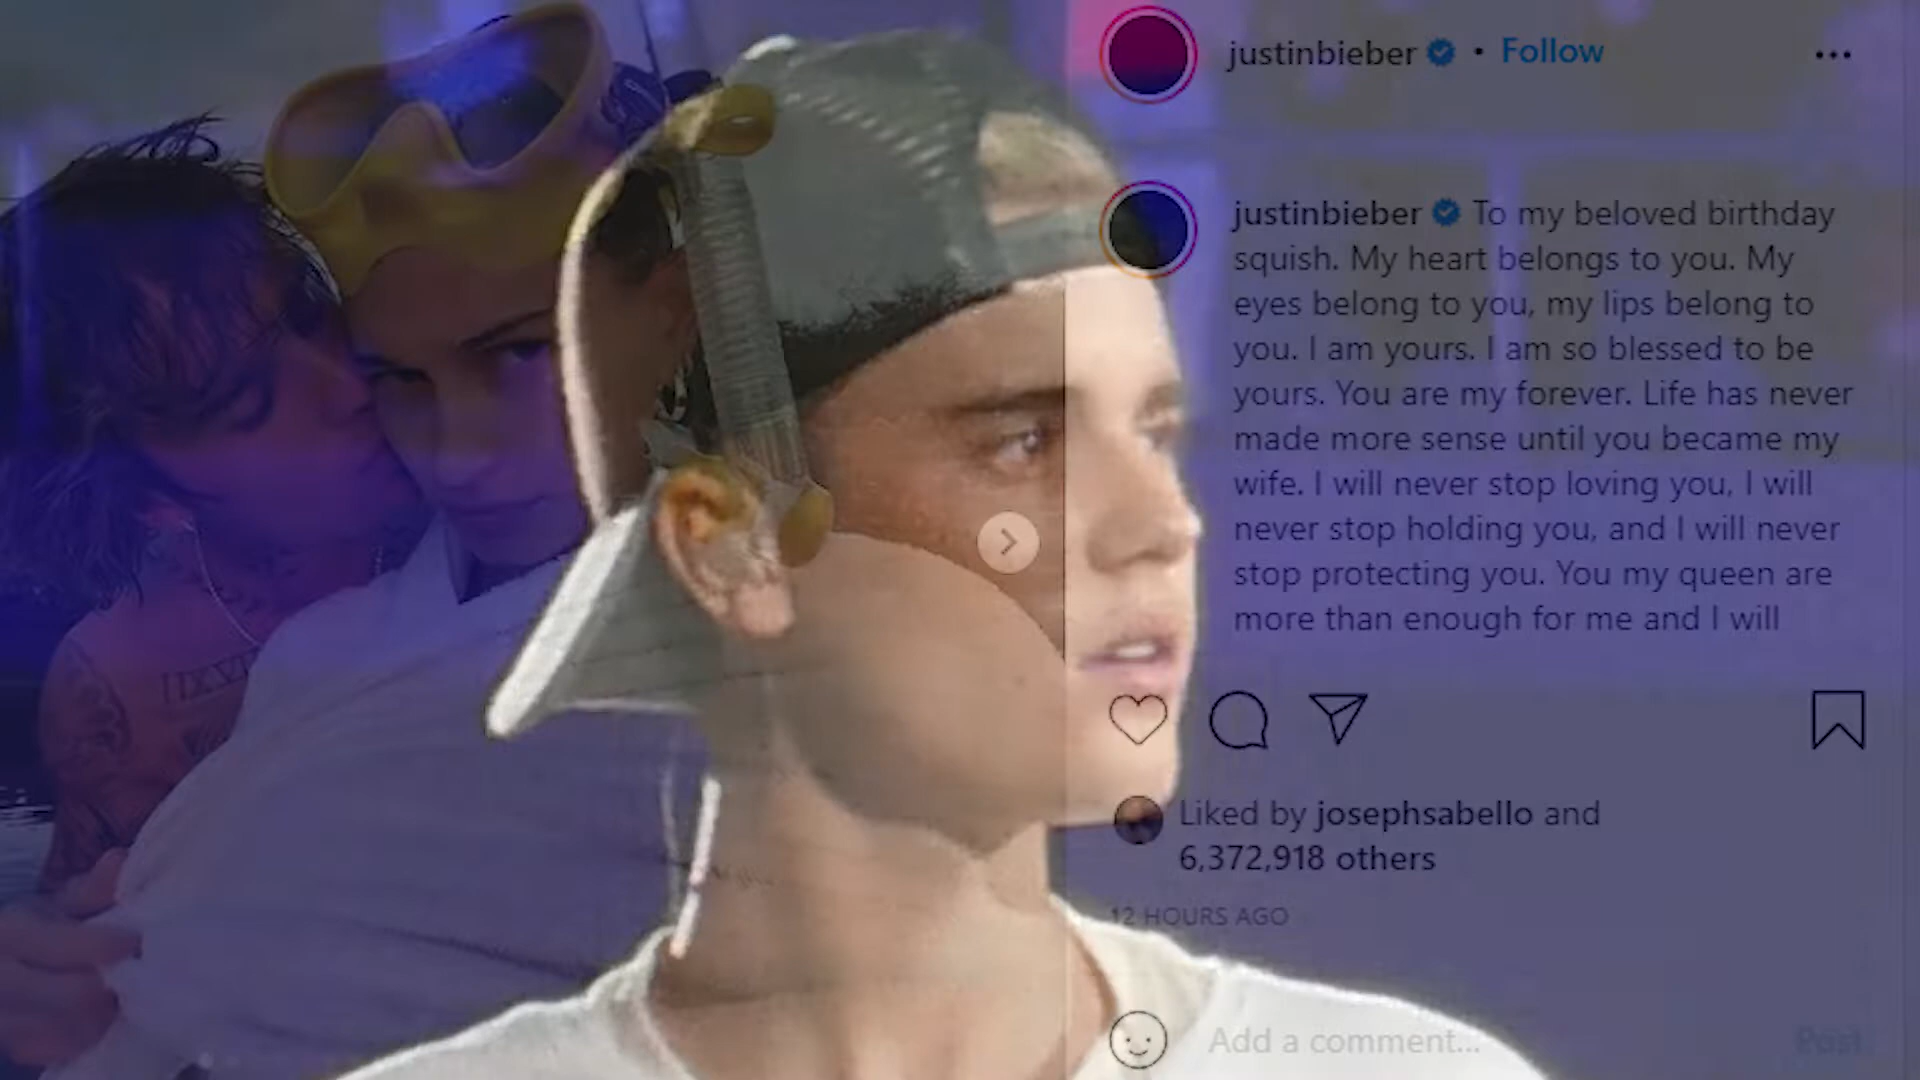 justinbieber • Follow
justinbieber To my beloved birthday
squish. My heart belongs to you. My
eyes belong to you, my lips belong to
you. I am yours. I am so blessed to be
yours. You are my forever. Life has never
made more sense until you became my
wife. I will never stop loving you, I will
never stop holding you, and I will never
stop protecting you. You my queen are
more than enough for me and I will
Liked by josephsabello and
6,372,918 others
12 HOURS AGO
Add a comment...
Post